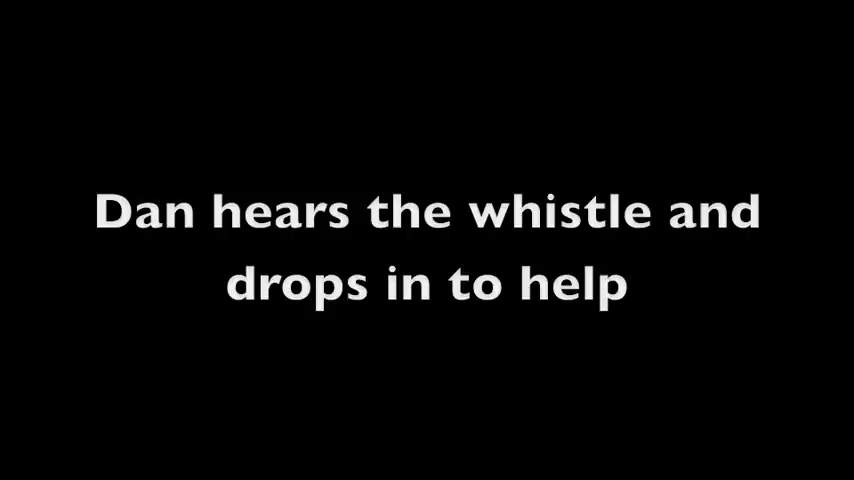 Dan hears the whistle and
drops in to help